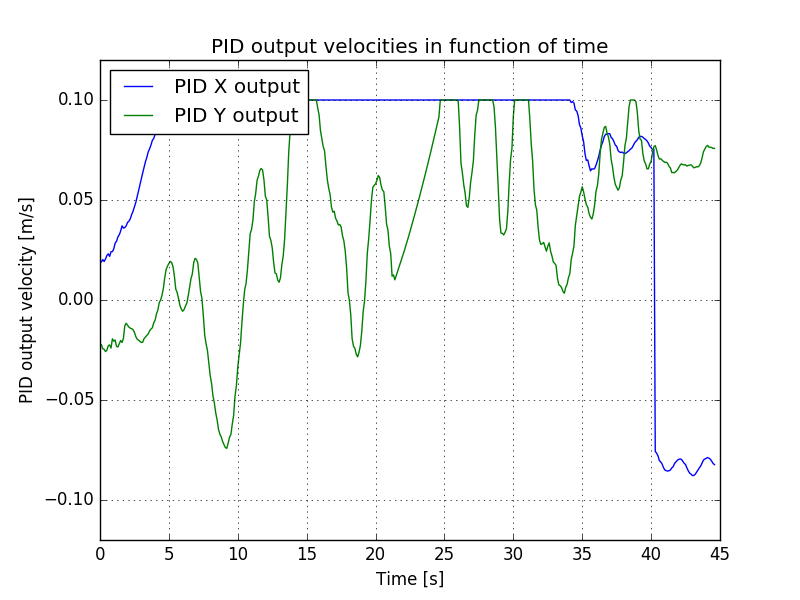 PID output velocities in function of time
PID X output
PID Y output
PID output velocity [m/s]
0.10
0.05
0.00
−0.05
−0.10
0 5 10 15 20 25 30 35 40 45
Time [s]